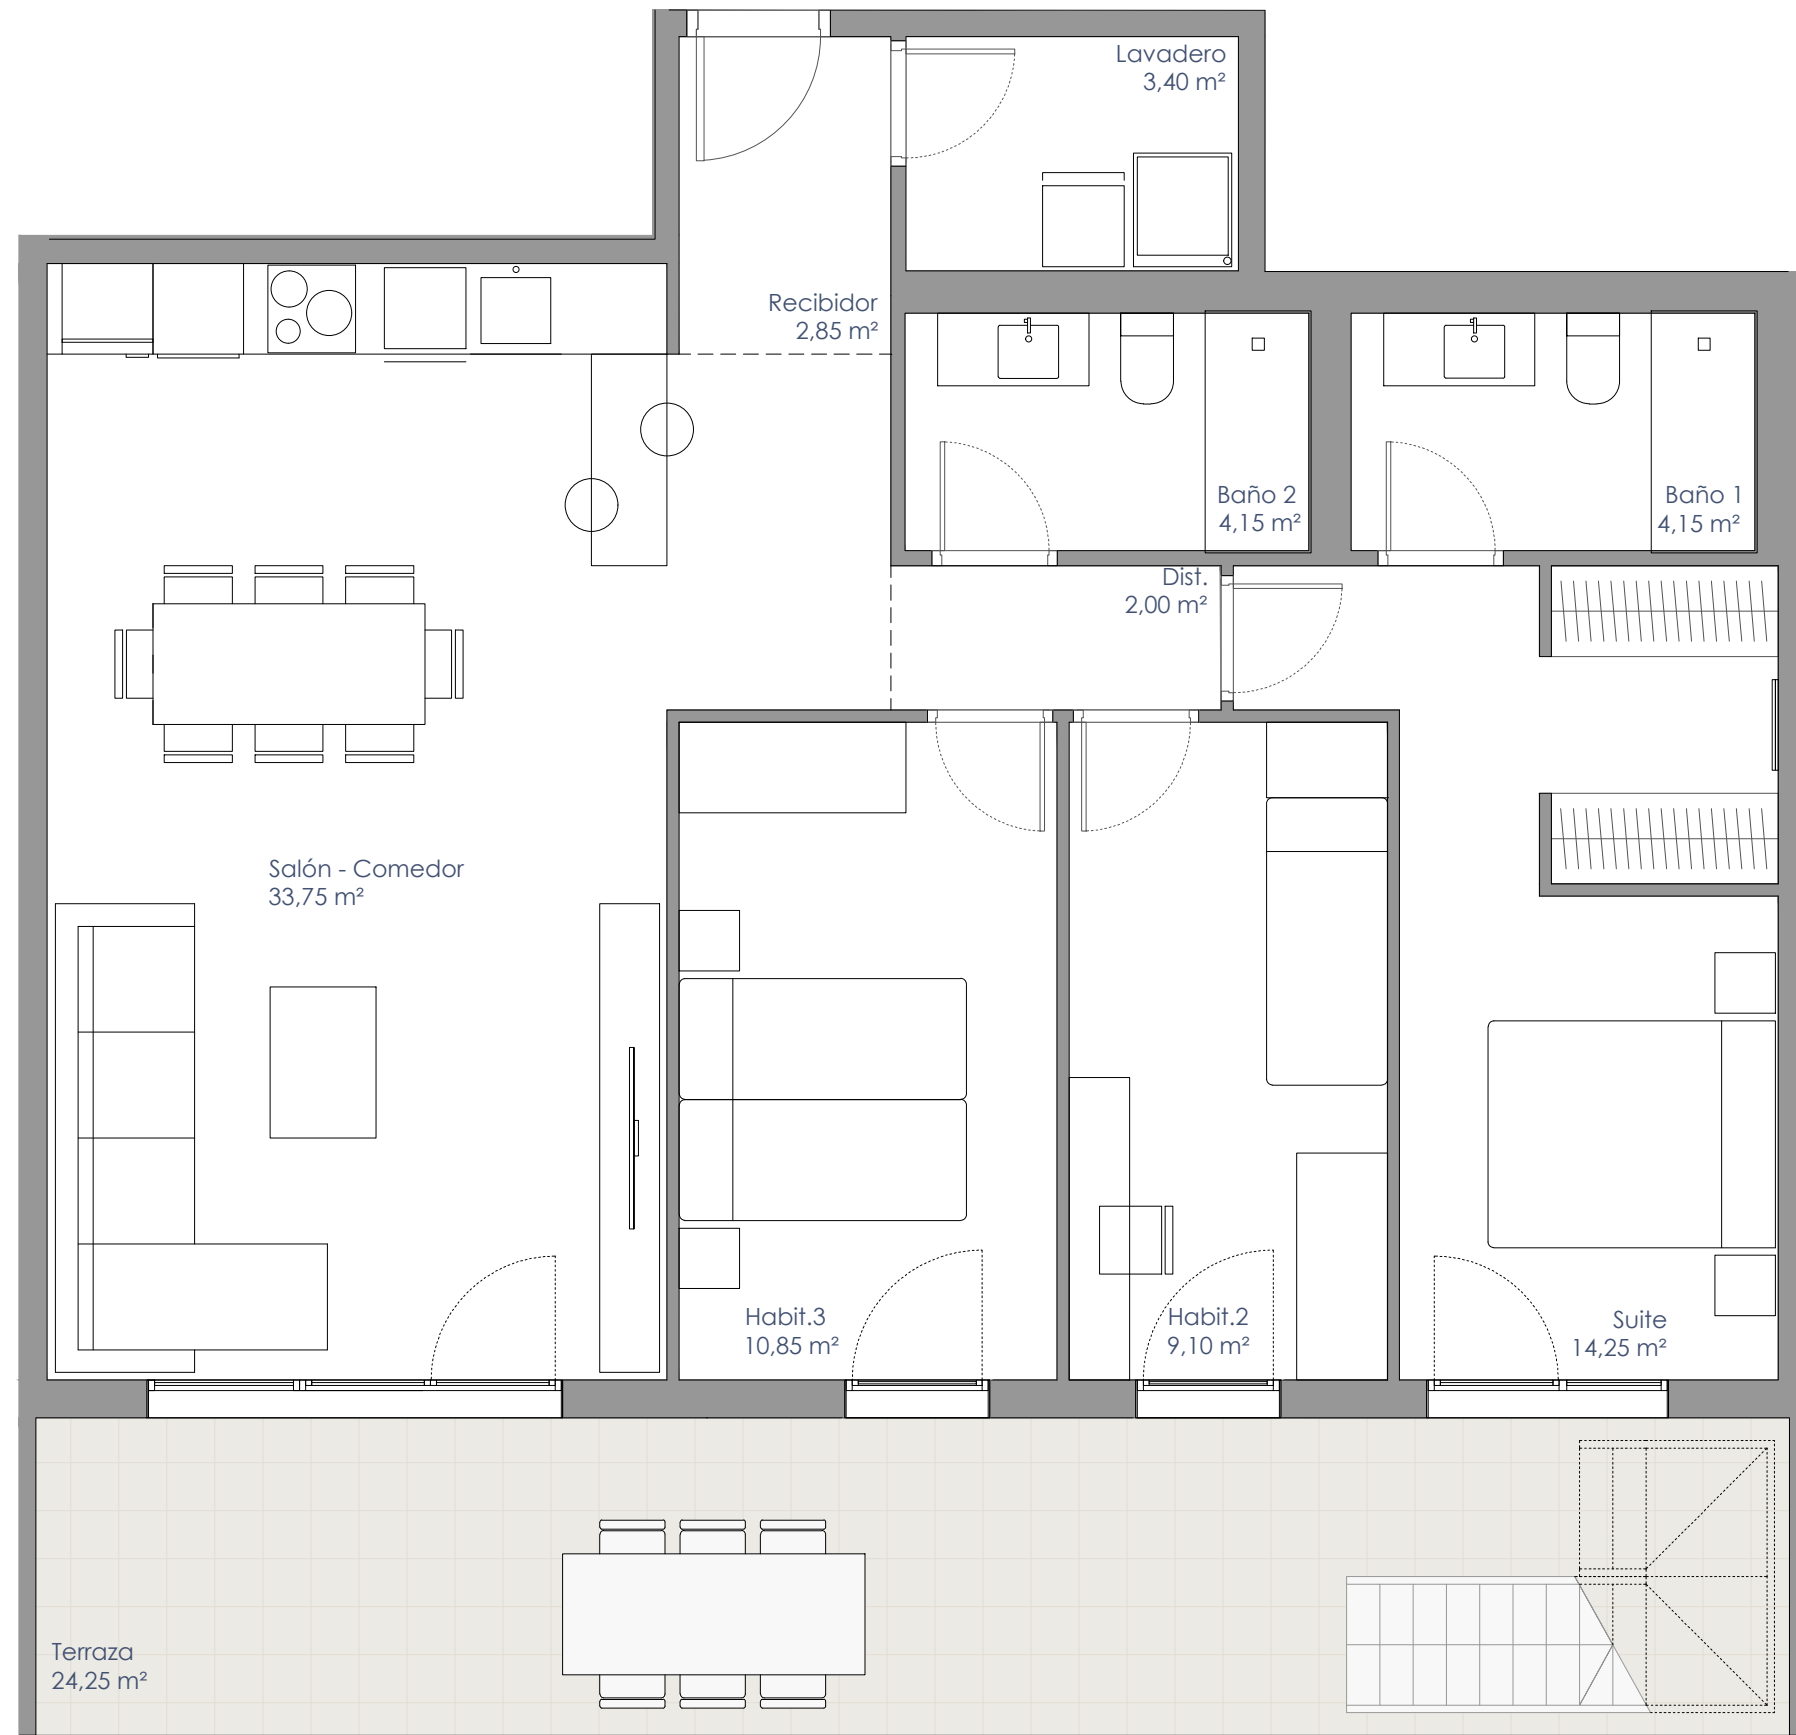 Lavadero
3,40 m²
Recibidor
2,85 m²
Baño 2
4,15 m²
Baño 1
4,15 m²
Dist.
2,00 m²
Salón - Comedor
33,75 m²
Habit.3
10,85 m²
Habit.2
9,10 m²
Suite
14,25 m²
Terraza
24,25 m²